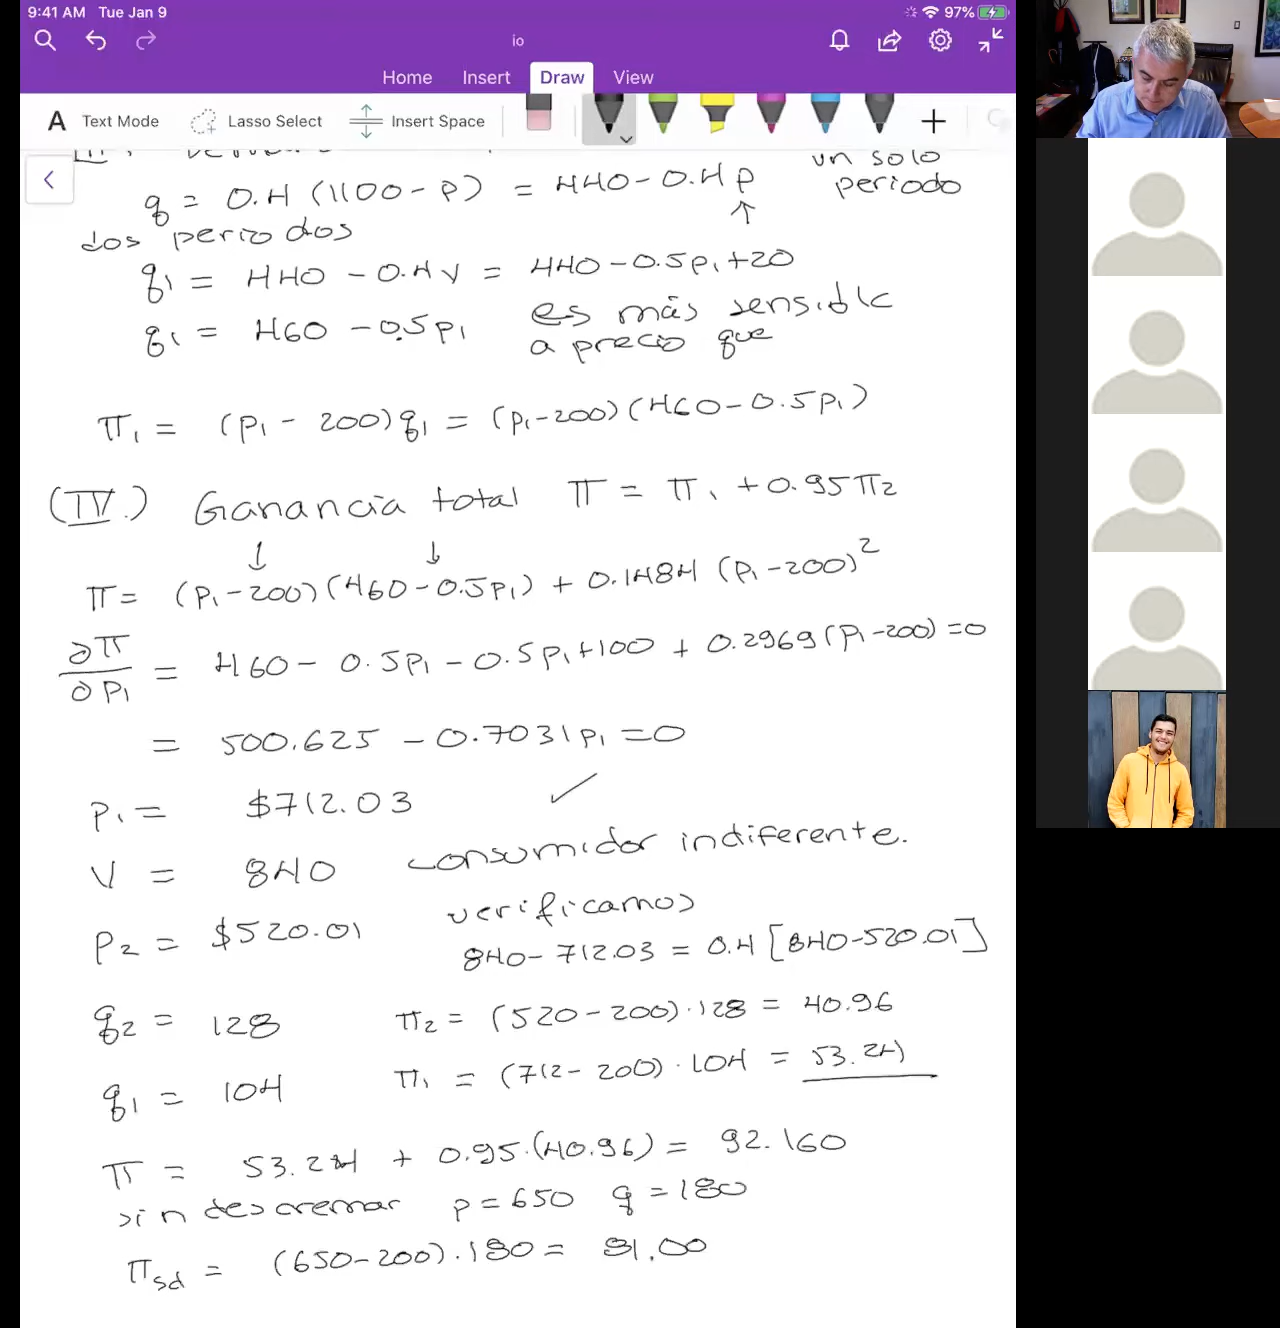 9:41 AM Tue Jan 9
97%
io
Home Insert Draw View
A Text Mode Lasso Select Insert Space
un solo
q = 0.4 (1100 - p) = 440 - 0.4 p periodo
dos periodos
q1 = 440 - 0.4 v = 440 - 0.5p1 + 20
q1 = 460 - 0.5 p1 es más sensible
a precio que
π1 = (p1 - 200) q1 = (p1 - 200)(460 - 0.5p1)
(IV.) Ganancia total π = π1 + 0.95π2
π = (p1 - 200)(460 - 0.5p1) + 0.1484 (p1 - 200)²
∂π/∂p1 = 460 - 0.5p1 - 0.5p1 + 100 + 0.2969(p1 - 200) = 0
= 500.625 - 0.7031p1 = 0
p1 = $712.03 ✓
v = 840 consumidor indiferente.
verificamos
p2 = $520.01 840 - 712.03 = 0.4 [840 - 520.01]
q2 = 128 π2 = (520 - 200) · 128 = 40.96
q1 = 104 π1 = (712 - 200) · 104 = 53.24
π = 53.24 + 0.95 · (40.96) = 92.160
sin descremar p = 650 q = 180
πsd = (650 - 200) · 180 = 81.00